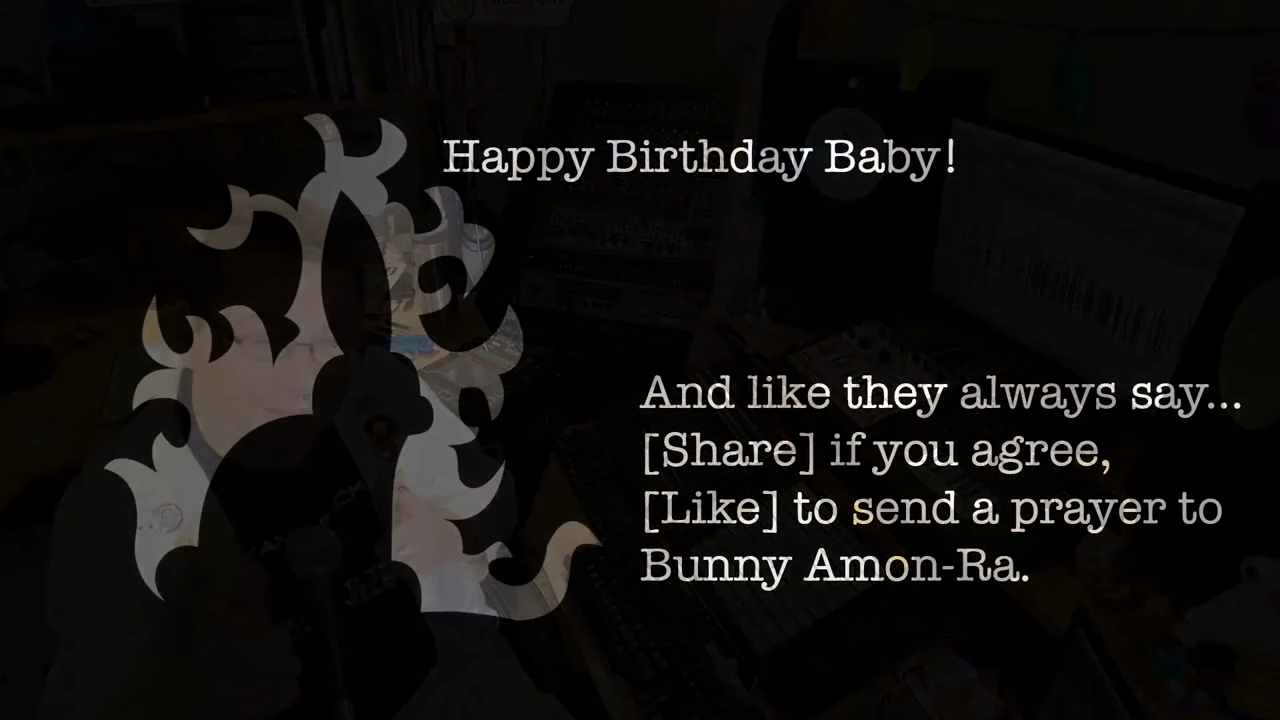 Happy Birthday Baby!
And like they always say...
[Share] if you agree,
[Like] to send a prayer to
Bunny Amon-Ra.